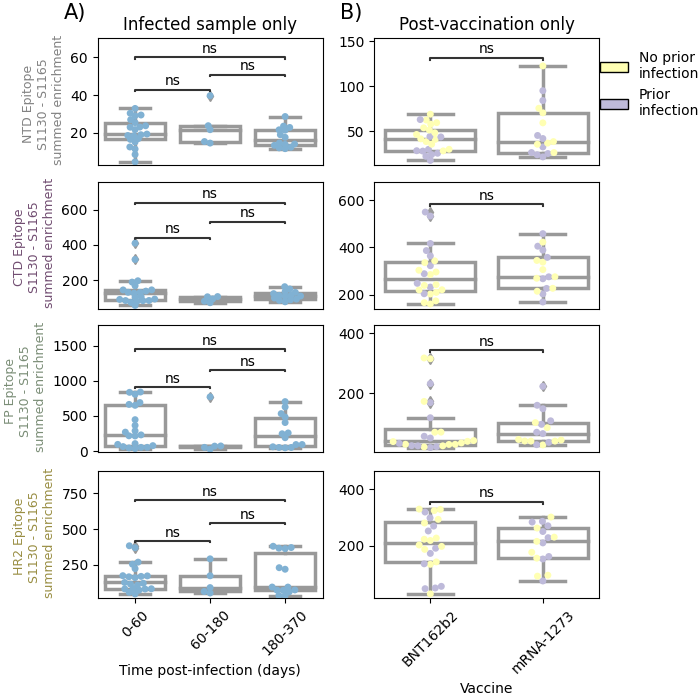 A)
Infected sample only
B)
Post-vaccination only
NTD Epitope
S1130 - S1165
summed enrichment
60
40
20
ns
ns
ns
150
100
50
ns
No prior
infection
Prior
infection
CTD Epitope
S1130 - S1165
summed enrichment
600
400
200
ns
ns
ns
600
400
200
ns
FP Epitope
S1130 - S1165
summed enrichment
1500
1000
500
0
ns
ns
ns
400
200
ns
HR2 Epitope
S1130 - S1165
summed enrichment
750
500
250
ns
ns
ns
400
200
ns
0-60
60-180
180-370
Time post-infection (days)
BNT162b2
mRNA-1273
Vaccine